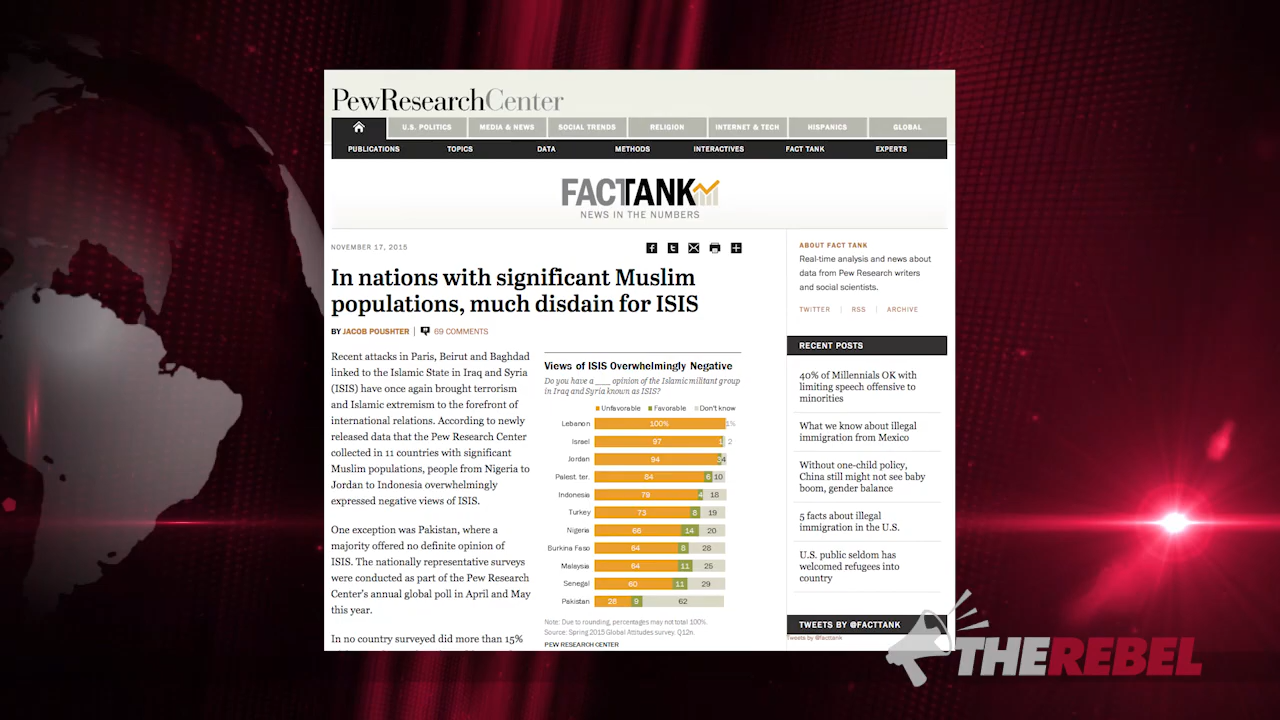 PewResearchCenter
U.S. POLITICS
MEDIA & NEWS
SOCIAL TRENDS
RELIGION
INTERNET & TECH
HISPANICS
GLOBAL
PUBLICATIONS
TOPICS
DATA
METHODS
INTERACTIVES
FACT TANK
EXPERTS
FACTTANK
NEWS IN THE NUMBERS
NOVEMBER 17, 2015
In nations with significant Muslim
populations, much disdain for ISIS
BY JACOB POUSHTER | 69 COMMENTS
Recent attacks in Paris, Beirut and Baghdad
linked to the Islamic State in Iraq and Syria
(ISIS) have once again brought terrorism
and Islamic extremism to the forefront of
international relations. According to newly
released data that the Pew Research Center
collected in 11 countries with significant
Muslim populations, people from Nigeria to
Jordan to Indonesia overwhelmingly
expressed negative views of ISIS.
One exception was Pakistan, where a
majority offered no definite opinion of
ISIS. The nationally representative surveys
were conducted as part of the Pew Research
Center's annual global poll in April and May
this year.
In no country surveyed did more than 15%
Views of ISIS Overwhelmingly Negative
Do you have a ____ opinion of the Islamic militant group
in Iraq and Syria known as ISIS?
Unfavorable Favorable Don't know
Lebanon 100% 1%
Israel 97 1 2
Jordan 94 3 4
Palest. ter. 84 6 10
Indonesia 79 4 18
Turkey 73 8 19
Nigeria 66 14 20
Burkina Faso 64 8 28
Malaysia 64 11 25
Senegal 60 11 29
Pakistan 28 9 62
Note: Due to rounding, percentages may not total 100%.
Source: Spring 2015 Global Attitudes survey. Q12n.
PEW RESEARCH CENTER
ABOUT FACT TANK
Real-time analysis and news about
data from Pew Research writers
and social scientists.
TWITTER | RSS | ARCHIVE
RECENT POSTS
40% of Millennials OK with
limiting speech offensive to
minorities
What we know about illegal
immigration from Mexico
Without one-child policy,
China still might not see baby
boom, gender balance
5 facts about illegal
immigration in the U.S.
U.S. public seldom has
welcomed refugees into
country
TWEETS BY @FACTTANK
Tweets by @facttank
THEREBEL